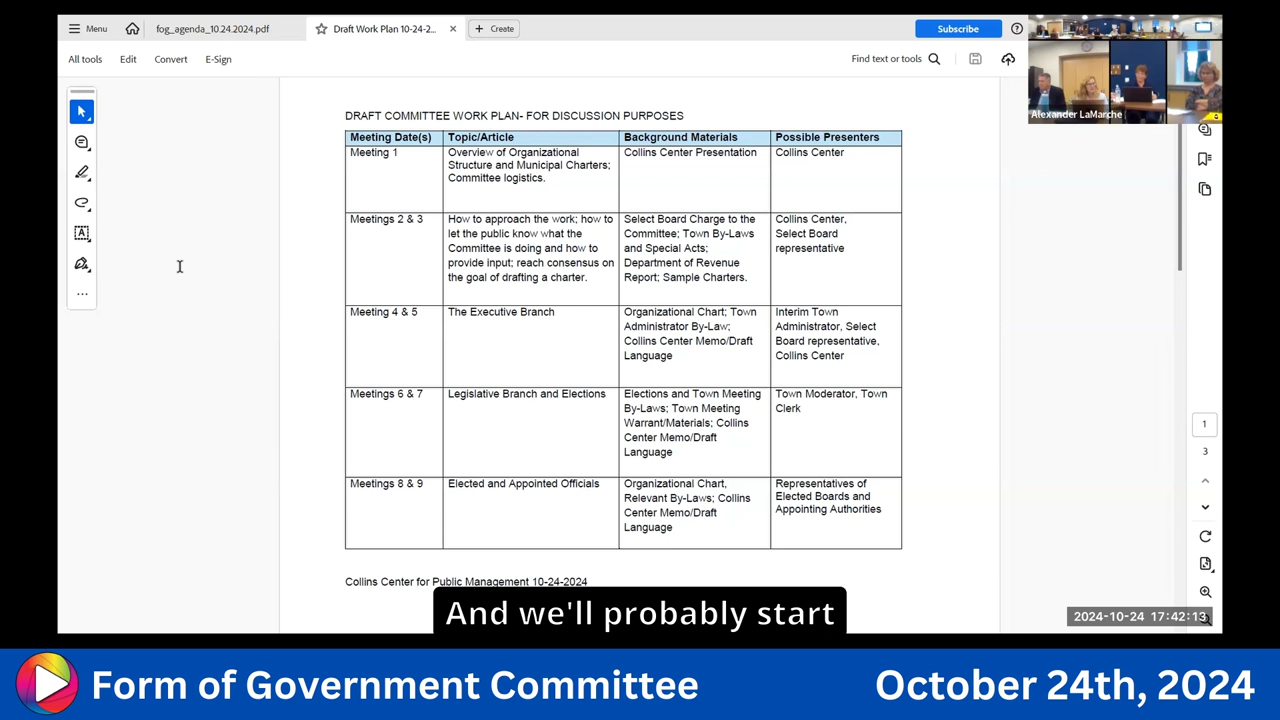 Menu
fog_agenda_10.24.2024.pdf
Draft Work Plan 10-24-2...
Create
Subscribe
All tools
Edit
Convert
E-Sign
Find text or tools
Alexander LaMarche
DRAFT COMMITTEE WORK PLAN- FOR DISCUSSION PURPOSES
Meeting Date(s)
Topic/Article
Background Materials
Possible Presenters
Meeting 1
Overview of Organizational
Structure and Municipal Charters;
Committee logistics.
Collins Center Presentation
Collins Center
Meetings 2 & 3
How to approach the work; how to
let the public know what the
Committee is doing and how to
provide input; reach consensus on
the goal of drafting a charter.
Select Board Charge to the
Committee; Town By-Laws
and Special Acts;
Department of Revenue
Report; Sample Charters.
Collins Center,
Select Board
representative
Meeting 4 & 5
The Executive Branch
Organizational Chart; Town
Administrator By-Law;
Collins Center Memo/Draft
Language
Interim Town
Administrator, Select
Board representative,
Collins Center
Meetings 6 & 7
Legislative Branch and Elections
Elections and Town Meeting
By-Laws; Town Meeting
Warrant/Materials; Collins
Center Memo/Draft
Language
Town Moderator, Town
Clerk
Meetings 8 & 9
Elected and Appointed Officials
Organizational Chart,
Relevant By-Laws; Collins
Center Memo/Draft
Language
Representatives of
Elected Boards and
Appointing Authorities
Collins Center for Public Management 10-24-2024
1
3
And we'll probably start
2024-10-24 17:42:13
Form of Government Committee
October 24th, 2024